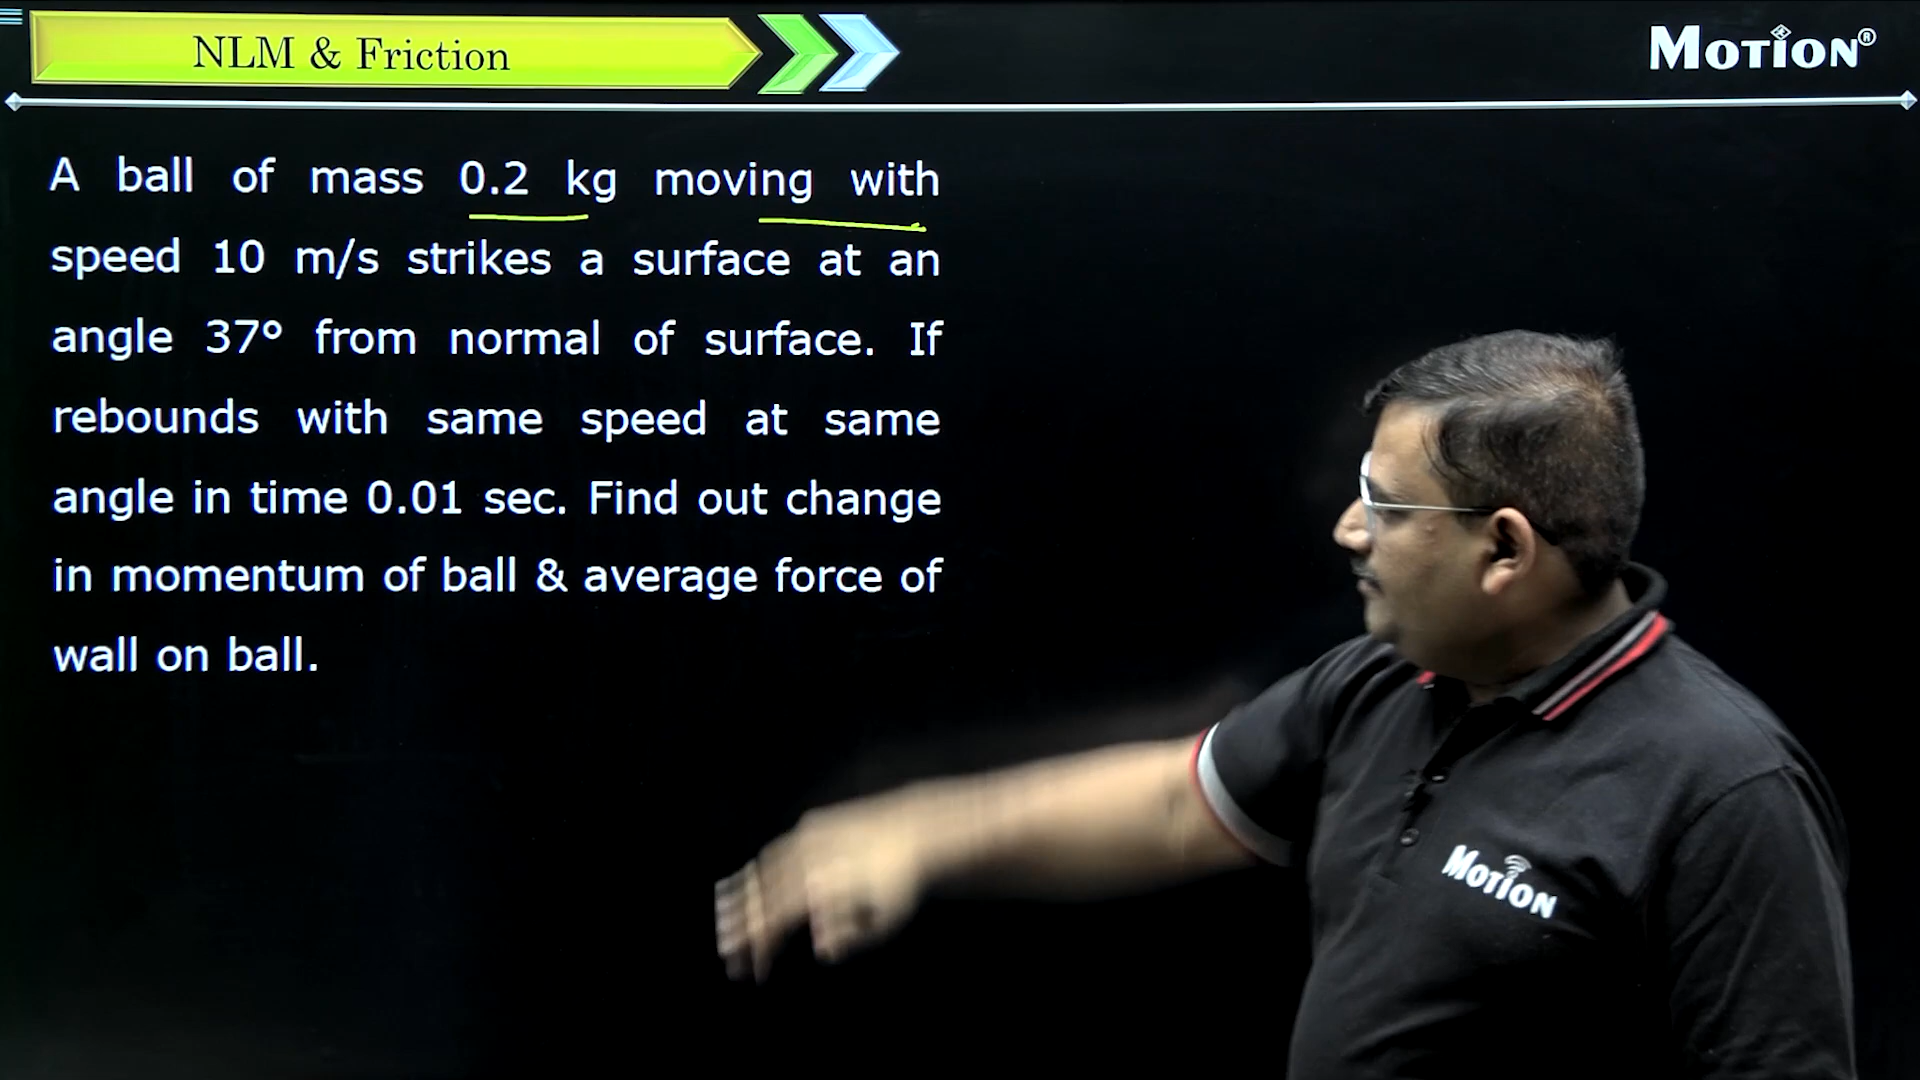 NLM & Friction
MOTION®
A ball of mass 0.2 kg moving with
speed 10 m/s strikes a surface at an
angle 37° from normal of surface. If
rebounds with same speed at same
angle in time 0.01 sec. Find out change
in momentum of ball & average force of
wall on ball.
MOTION